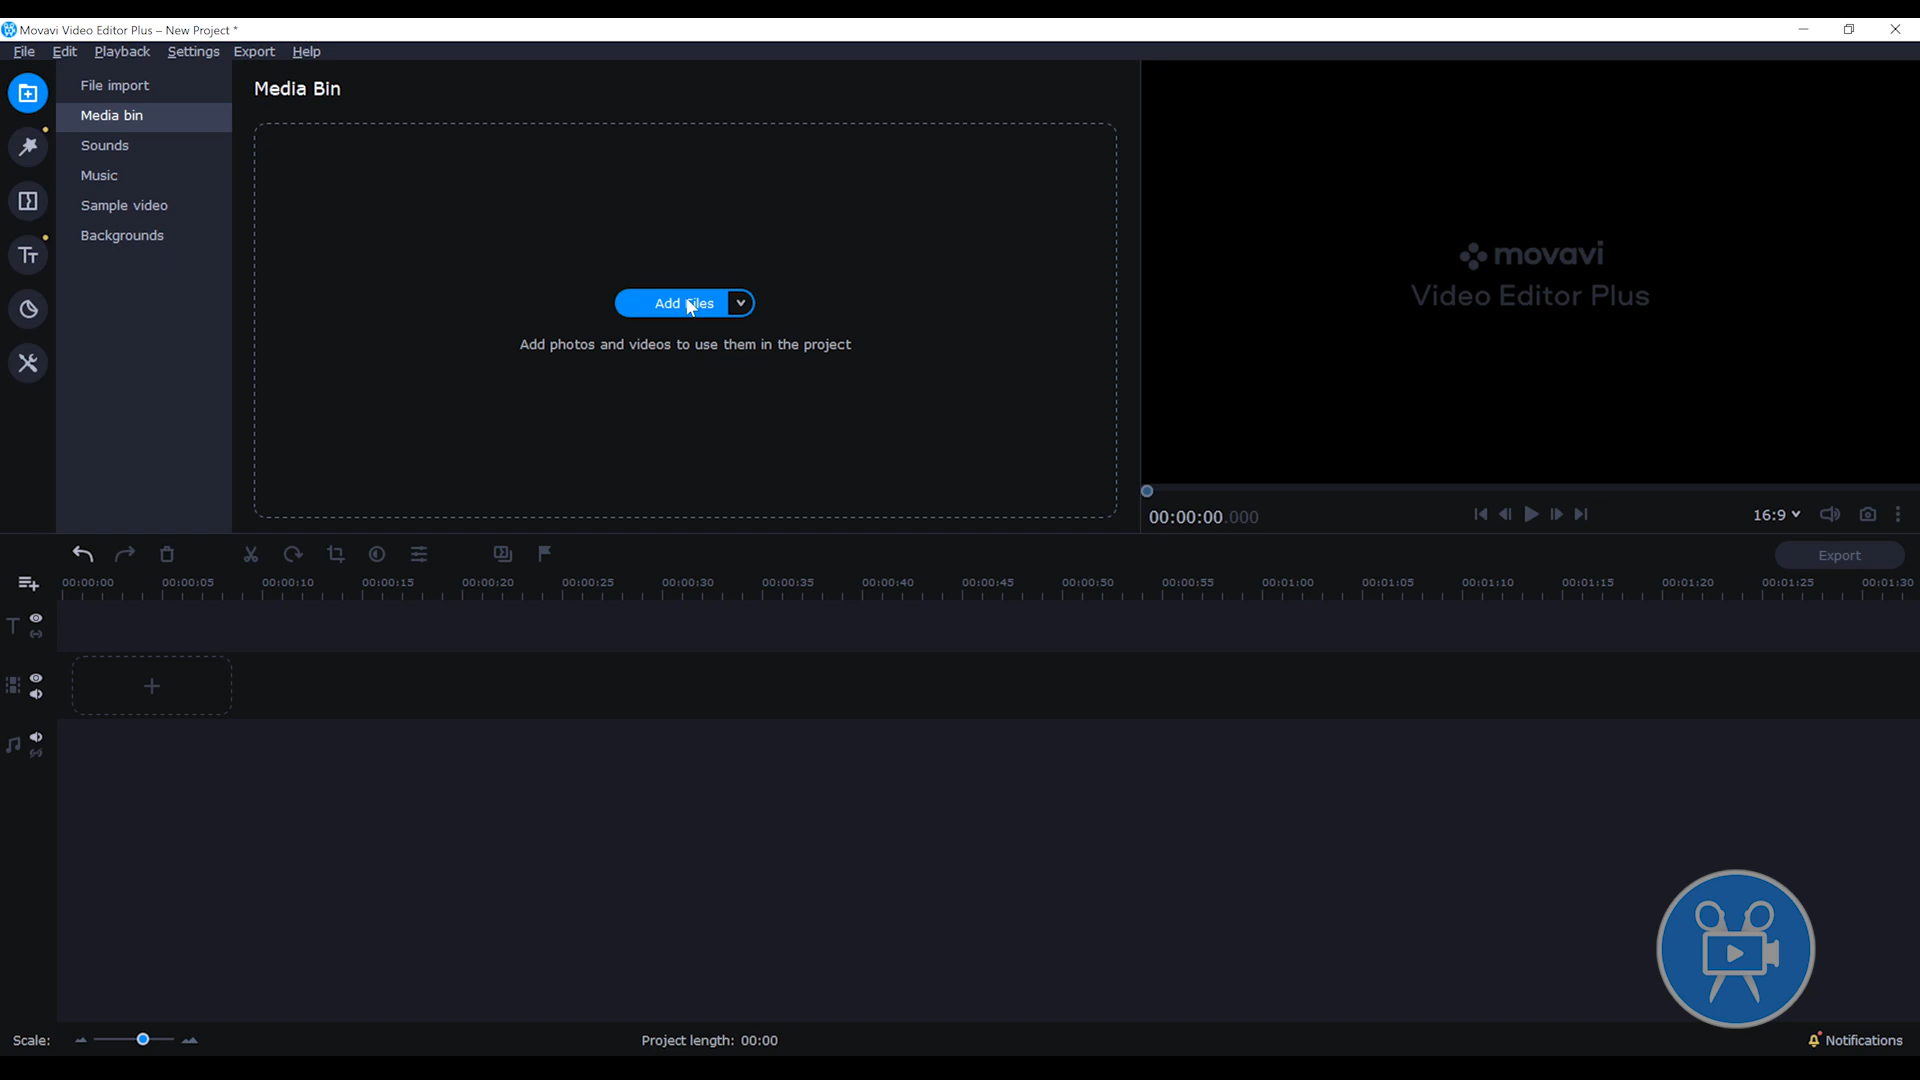 Movavi Video Editor Plus – New Project *
File Edit Playback Settings Export Help
File import
Media bin
Sounds
Music
Sample video
Backgrounds
Media Bin
Add Files
Add photos and videos to use them in the project
movavi
Video Editor Plus
00:00:00.000
16:9
Export
00:00:00 00:00:05 00:00:10 00:00:15 00:00:20 00:00:25 00:00:30 00:00:35 00:00:40 00:00:45 00:00:50 00:00:55 00:01:00 00:01:05 00:01:10 00:01:15 00:01:20 00:01:25 00:01:30
Scale:
Project length: 00:00
Notifications